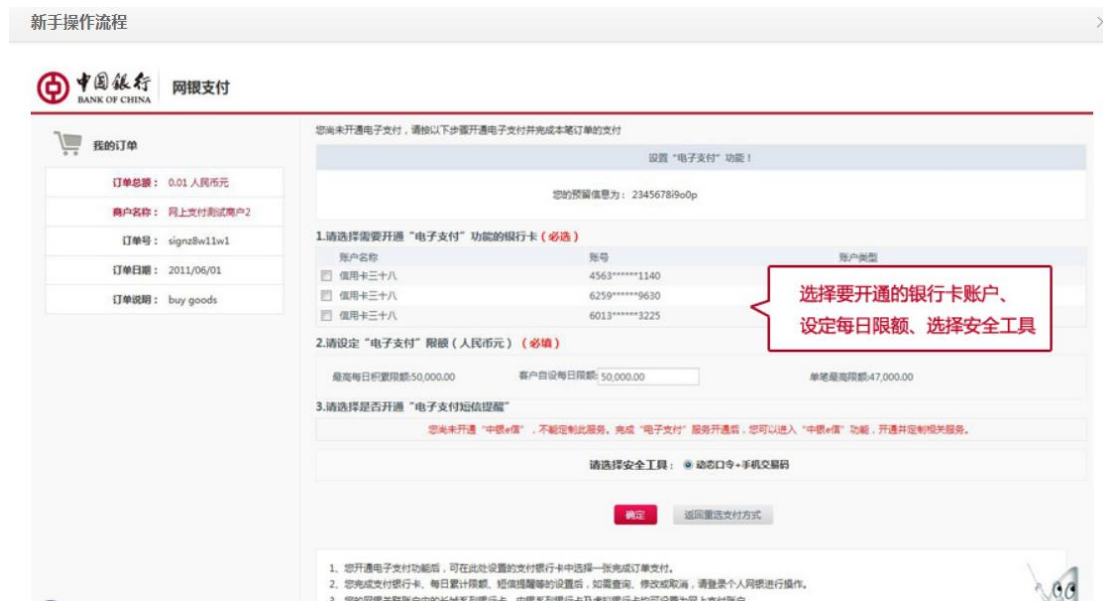 新手操作流程
中国银行
BANK OF CHINA
网银支付
我的订单
订单总额： 0.01 人民币元
商户名称： 网上支付测试商户2
订单号： signz8w11w1
订单日期： 2011/06/01
订单说明： buy goods
您尚未开通电子支付，请按以下步骤开通电子支付并完成本笔订单的支付
设置“电子支付”功能！
您的预留信息为： 2345678i9o0p
1.请选择需要开通“电子支付”功能的银行卡（必选）
账户名称 账号 账户类型
信用卡三十八 4563******1140
信用卡三十八 6259******9630
信用卡三十八 6013******3225
选择要开通的银行卡账户、
设定每日限额、选择安全工具
2.请设定“电子支付”限额（人民币元）（必填）
最高每日积累限额:50,000.00 客户自设每日限额: 50,000.00 单笔最高限额:47,000.00
3.请选择是否开通“电子支付短信提醒”
您尚未开通“中银e信”，不能定制此服务。完成“电子支付”服务开通后，您可以进入“中银e信”功能，开通并定制相关服务。
请选择安全工具： 动态口令+手机交易码
确定 返回重选支付方式
1、您开通电子支付功能后，可在此处设置的支付银行卡中选择一张完成订单支付。
2、您完成支付银行卡、每日累计限额、短信提醒等的设置后，如需查询、修改或取消，请登录个人网银进行操作。